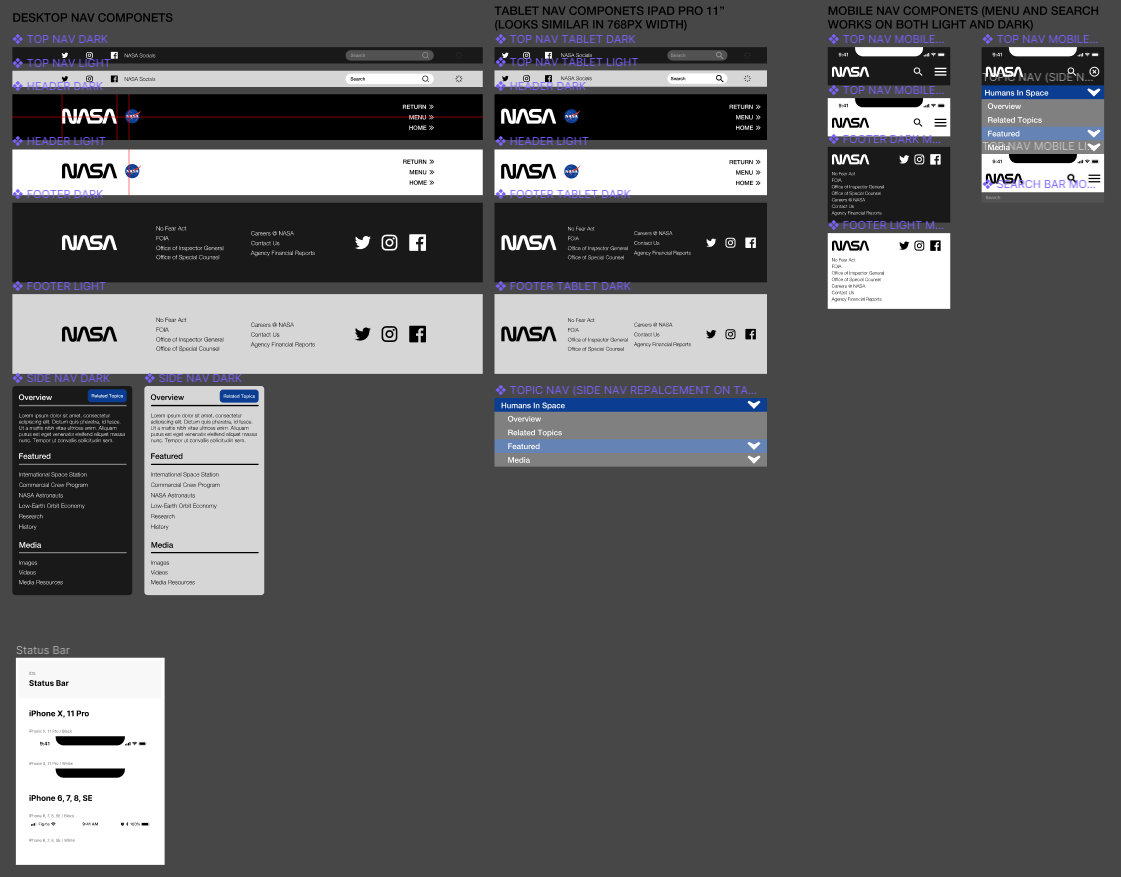 DESKTOP NAV COMPONETS
TOP NAV DARK
NASA Socials
Search
TOP NAV LIGHT
NASA Socials
Search
HEADER DARK
NASA
RETURN
MENU
HOME
HEADER LIGHT
NASA
RETURN
MENU
HOME
FOOTER DARK
NASA
No Fear Act
FOIA
Office of Inspector General
Office of Special Counsel
Careers @ NASA
Contact Us
Agency Financial Reports
FOOTER LIGHT
NASA
No Fear Act
FOIA
Office of Inspector General
Office of Special Counsel
Careers @ NASA
Contact Us
Agency Financial Reports
SIDE NAV DARK
Overview
Related Topics
Lorem ipsum dolor sit amet, consectetur
adipiscing elit. Dictum quis pharetra, id fusce.
Ut a mattis nibh vitae ultrices enim. Aliquam
purus est eget venenatis eleifend aliquet massa
nunc. Tempor ut convallis sollicitudin sem.
Featured
International Space Station
Commercial Crew Program
NASA Astronauts
Low-Earth Orbit Economy
Research
History
Media
Images
Videos
Media Resources
SIDE NAV DARK
Overview
Related Topics
Lorem ipsum dolor sit amet, consectetur
adipiscing elit. Dictum quis pharetra, id fusce.
Ut a mattis nibh vitae ultrices enim. Aliquam
purus est eget venenatis eleifend aliquet massa
nunc. Tempor ut convallis sollicitudin sem.
Featured
International Space Station
Commercial Crew Program
NASA Astronauts
Low-Earth Orbit Economy
Research
History
Media
Images
Videos
Media Resources
Status Bar
Status Bar
iPhone X, 11 Pro
iPhone X, 11 Pro / Black
9:41
iPhone X, 11 Pro / White
iPhone 6, 7, 8, SE
iPhone 6, 7, 8, SE / Black
Figma
9:41 AM
100%
iPhone 6, 7, 8, SE / White
TABLET NAV COMPONETS IPAD PRO 11”
(LOOKS SIMILAR IN 768PX WIDTH)
TOP NAV TABLET DARK
NASA Socials
Search
TOP NAV TABLET LIGHT
NASA Socials
Search
HEADER DARK
NASA
RETURN
MENU
HOME
HEADER LIGHT
NASA
RETURN
MENU
HOME
FOOTER TABLET DARK
NASA
No Fear Act
FOIA
Office of Inspector General
Office of Special Counsel
Careers @ NASA
Contact Us
Agency Financial Reports
FOOTER TABLET DARK
NASA
No Fear Act
FOIA
Office of Inspector General
Office of Special Counsel
Careers @ NASA
Contact Us
Agency Financial Reports
TOPIC NAV (SIDE NAV REPALCEMENT ON TA...
Humans In Space
Overview
Related Topics
Featured
Media
MOBILE NAV COMPONETS (MENU AND SEARCH
WORKS ON BOTH LIGHT AND DARK)
TOP NAV MOBILE...
9:41
NASA
TOP NAV MOBILE...
9:41
NASA
FOOTER DARK M...
NASA
No Fear Act
FOIA
Office of Inspector General
Office of Special Counsel
Careers @ NASA
Contact Us
Agency Financial Reports
FOOTER LIGHT M...
NASA
No Fear Act
FOIA
Office of Inspector General
Office of Special Counsel
Careers @ NASA
Contact Us
Agency Financial Reports
TOP NAV MOBILE...
9:41
NASA
TOPIC NAV (SIDE N...
Humans In Space
Overview
Related Topics
Featured
Media
TOP NAV MOBILE LI...
9:41
NASA
SEARCH BAR MO...
Search